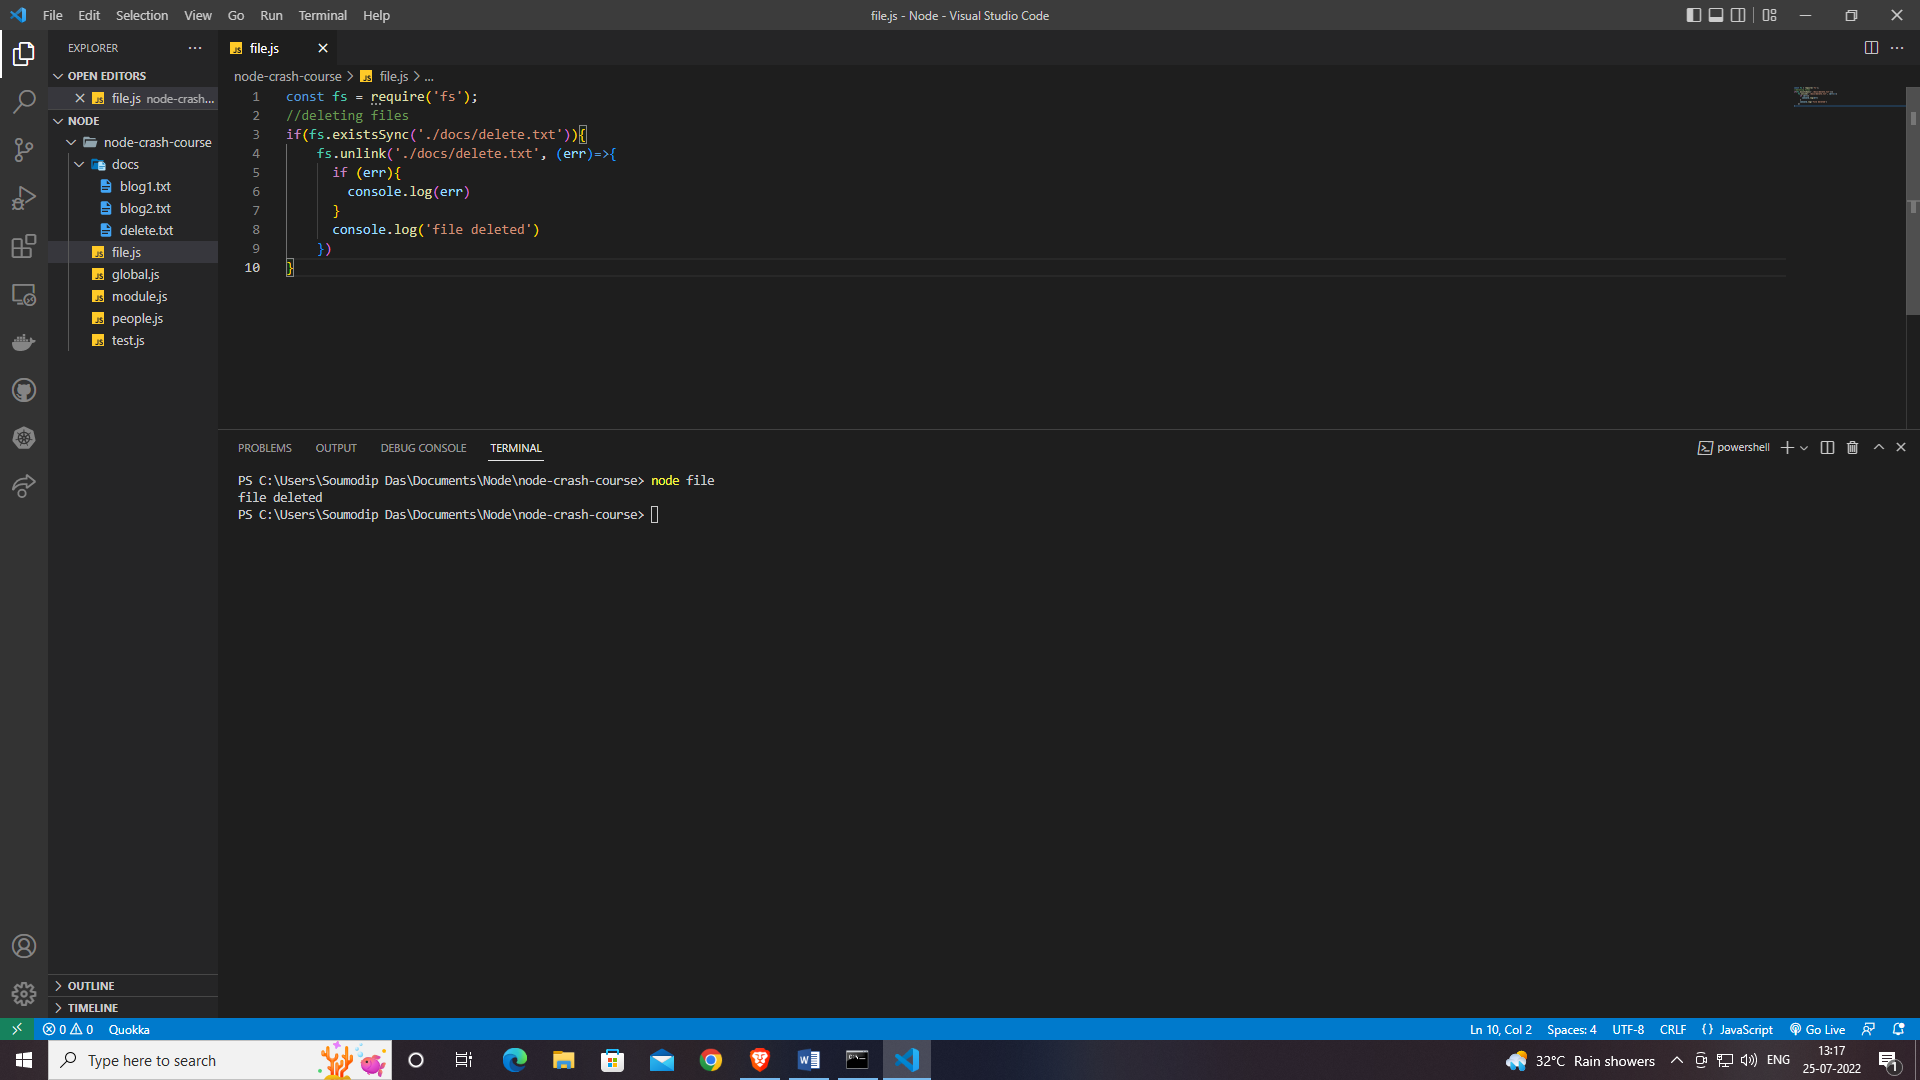 File Edit Selection View Go Run Terminal Help
file.js - Node - Visual Studio Code
EXPLORER
OPEN EDITORS
file.js node-crash...
NODE
node-crash-course
docs
blog1.txt
blog2.txt
delete.txt
file.js
global.js
module.js
people.js
test.js
OUTLINE
TIMELINE
file.js
node-crash-course > file.js > ...
1 const fs = require('fs');
2 //deleting files
3 if(fs.existsSync('./docs/delete.txt')){
4 fs.unlink('./docs/delete.txt', (err)=>{
5 if (err){
6 console.log(err)
7 }
8 console.log('file deleted')
9 })
10 }
PROBLEMS OUTPUT DEBUG CONSOLE TERMINAL
powershell
PS C:\Users\Soumodip Das\Documents\Node\node-crash-course> node file
file deleted
PS C:\Users\Soumodip Das\Documents\Node\node-crash-course>
0 0 Quokka
Ln 10, Col 2 Spaces: 4 UTF-8 CRLF {} JavaScript Go Live
Type here to search
32°C Rain showers
ENG
13:17
25-07-2022
1